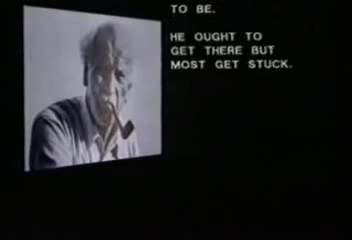 TO BE.
HE OUGHT TO
GET THERE BUT
MOST GET STUCK.